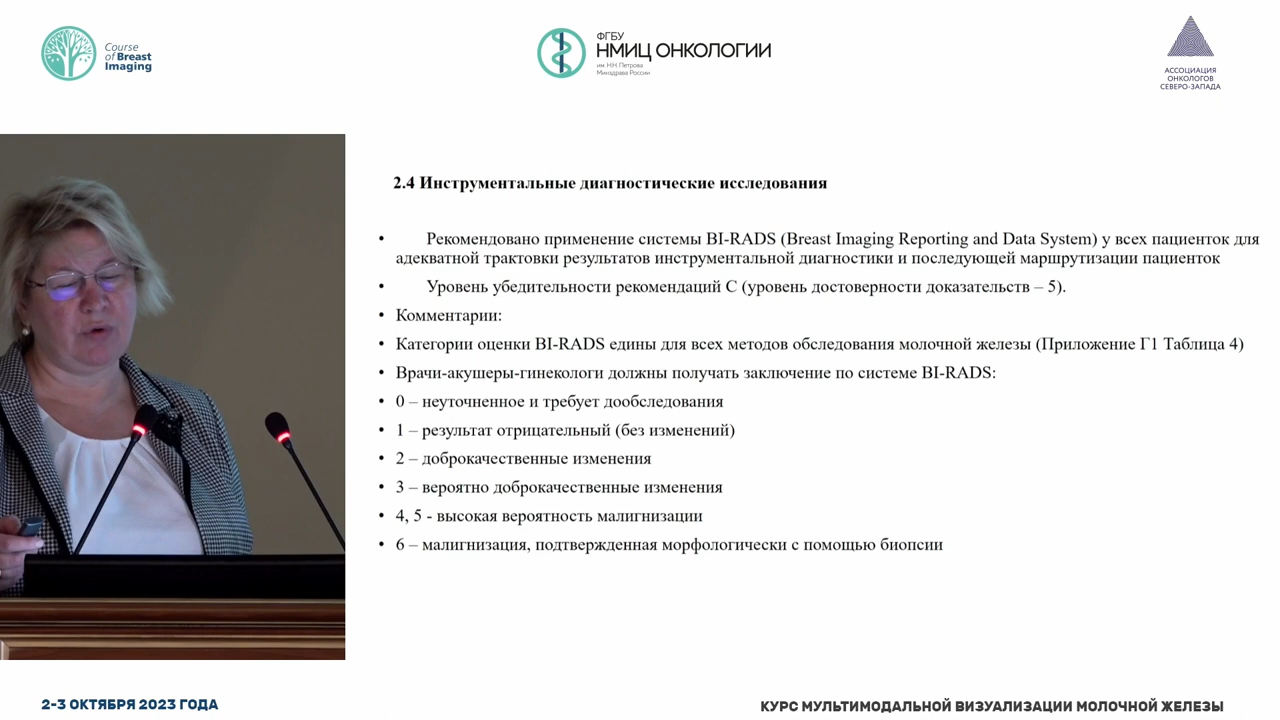 Course
of Breast
Imaging
ФГБУ
НМИЦ ОНКОЛОГИИ
им. Н.Н. Петрова
Минздрава России
АССОЦИАЦИЯ
ОНКОЛОГОВ
СЕВЕРО-ЗАПАДА
2.4 Инструментальные диагностические исследования
• Рекомендовано применение системы BI-RADS (Breast Imaging Reporting and Data System) у всех пациенток для
адекватной трактовки результатов инструментальной диагностики и последующей маршрутизации пациенток
• Уровень убедительности рекомендаций С (уровень достоверности доказательств – 5).
• Комментарии:
• Категории оценки BI-RADS едины для всех методов обследования молочной железы (Приложение Г1 Таблица 4)
• Врачи-акушеры-гинекологи должны получать заключение по системе BI-RADS:
• 0 – неуточненное и требует дообследования
• 1 – результат отрицательный (без изменений)
• 2 – доброкачественные изменения
• 3 – вероятно доброкачественные изменения
• 4, 5 - высокая вероятность малигнизации
• 6 – малигнизация, подтвержденная морфологически с помощью биопсии
2-3 ОКТЯБРЯ 2023 ГОДА
КУРС МУЛЬТИМОДАЛЬНОЙ ВИЗУАЛИЗАЦИИ МОЛОЧНОЙ ЖЕЛЕЗЫ